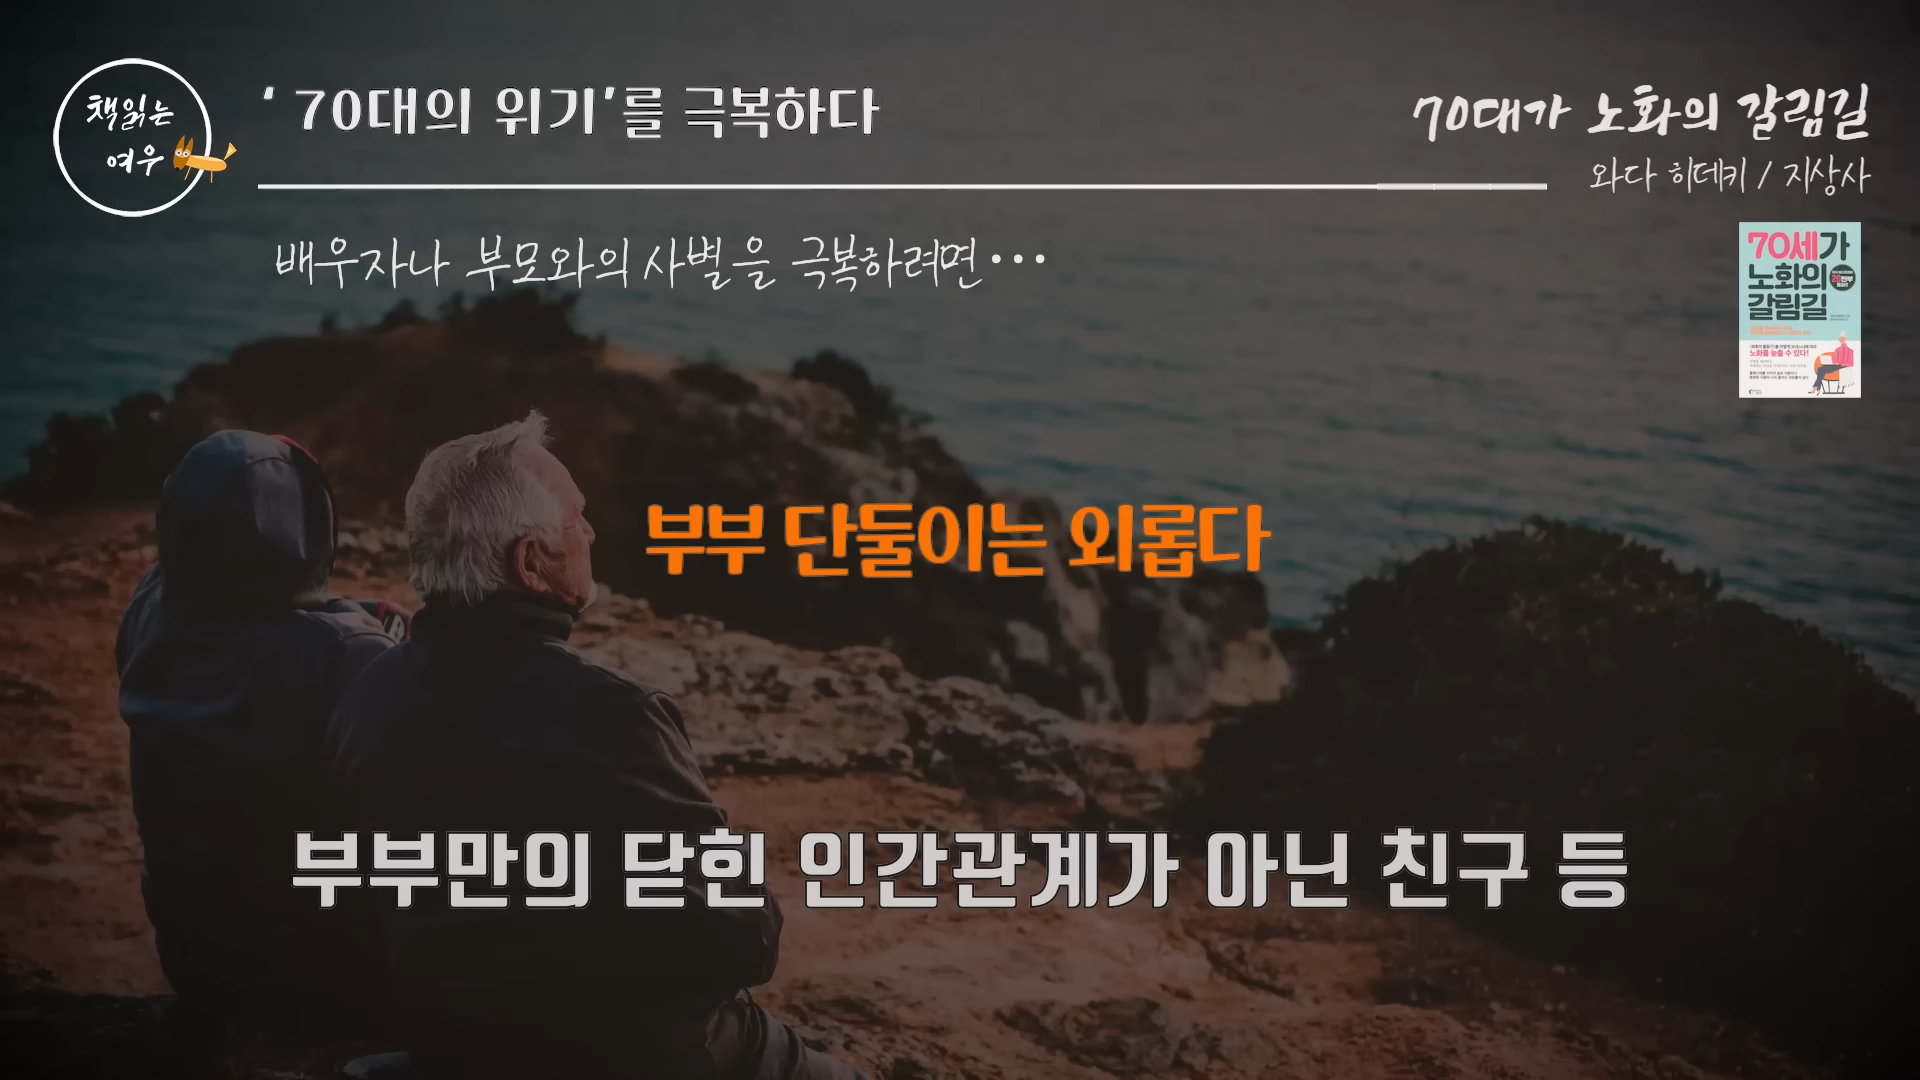 책읽는
여우
‘ 70대의 위기’를 극복하다
70대가 노화의 갈림길
와다 히데키 / 지상사
배우자나 부모와의 사별을 극복하려면···
70세가
노화의
갈림길
노화를 늦출 수 있다!
부부 단둘이는 외롭다
부부만의 닫힌 인간관계가 아닌 친구 등